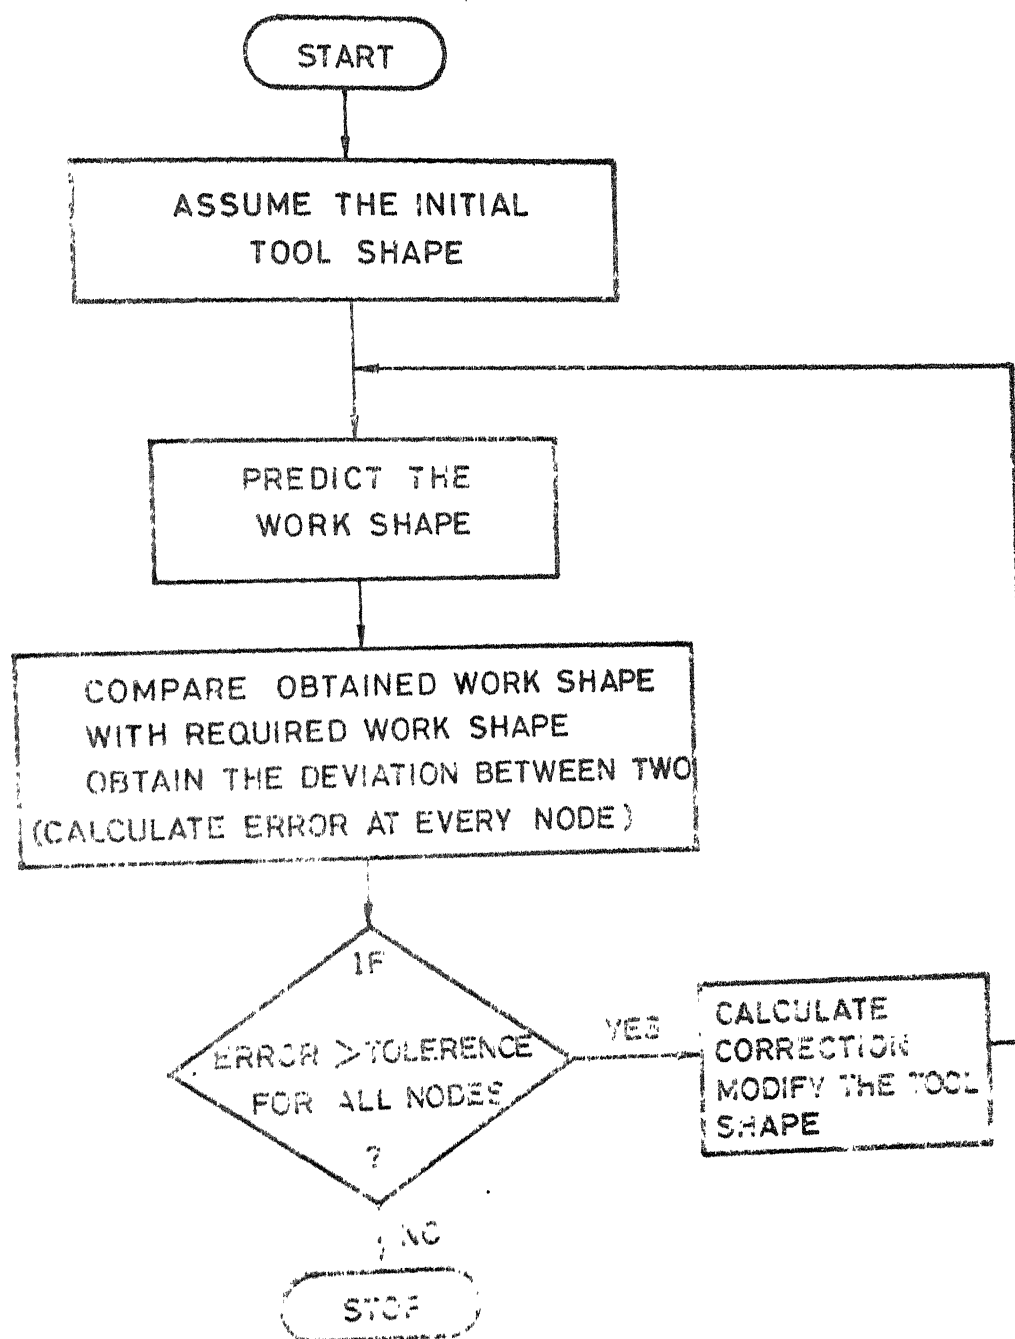 START
ASSUME THE INITIAL
TOOL SHAPE
PREDICT THE
WORK SHAPE
COMPARE OBTAINED WORK SHAPE
WITH REQUIRED WORK SHAPE
OBTAIN THE DEVIATION BETWEEN TWO
(CALCULATE ERROR AT EVERY NODE)
IF
ERROR > TOLERENCE
FOR ALL NODES
?
YES
CALCULATE
CORRECTION
MODIFY THE TOOL
SHAPE
NO
STOP